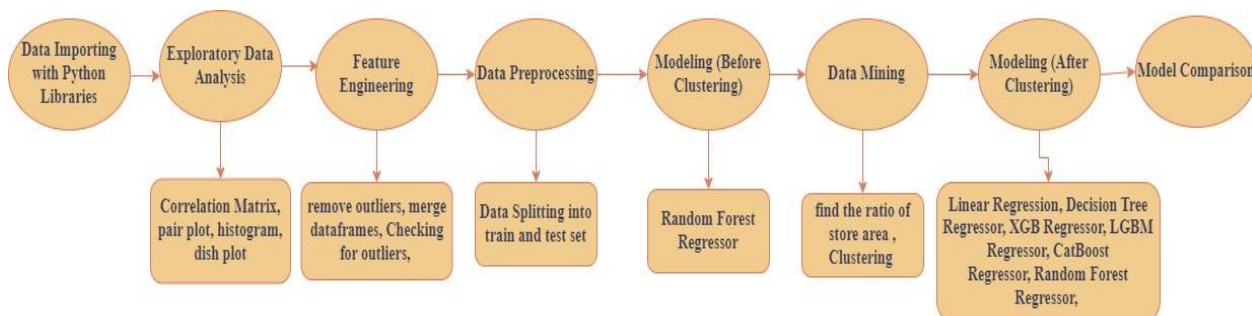 Data Importing
with Python
Libraries
Exploratory Data
Analysis
Feature
Engineering
Data Preprocessing
Modeling (Before
Clustering)
Data Mining
Modeling (After
Clustering)
Model Comparison
Correlation Matrix,
pair plot, histogram,
dish plot
remove outliers, merge
dataframes, Checking
for outliers,
Data Splitting into
train and test set
Random Forest
Regressor
find the ratio of
store area ,
Clustering
Linear Regression, Decision Tree
Regressor, XGB Regressor, LGBM
Regressor, CatBoost
Regressor, Random Forest
Regressor,